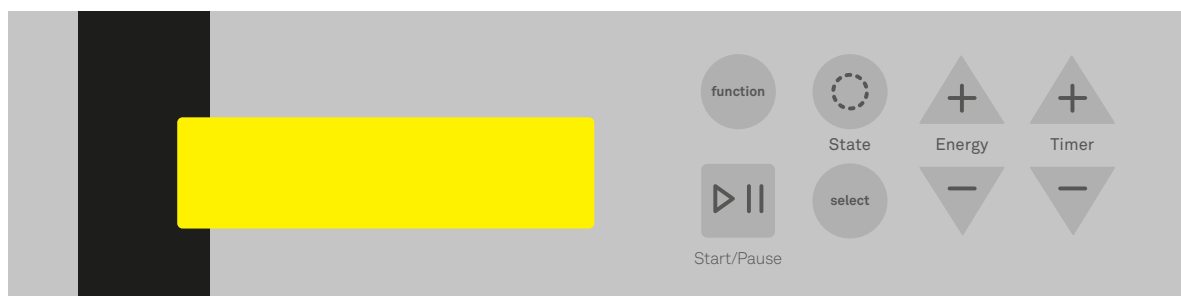 function
State
Energy
Timer
select
Start/Pause